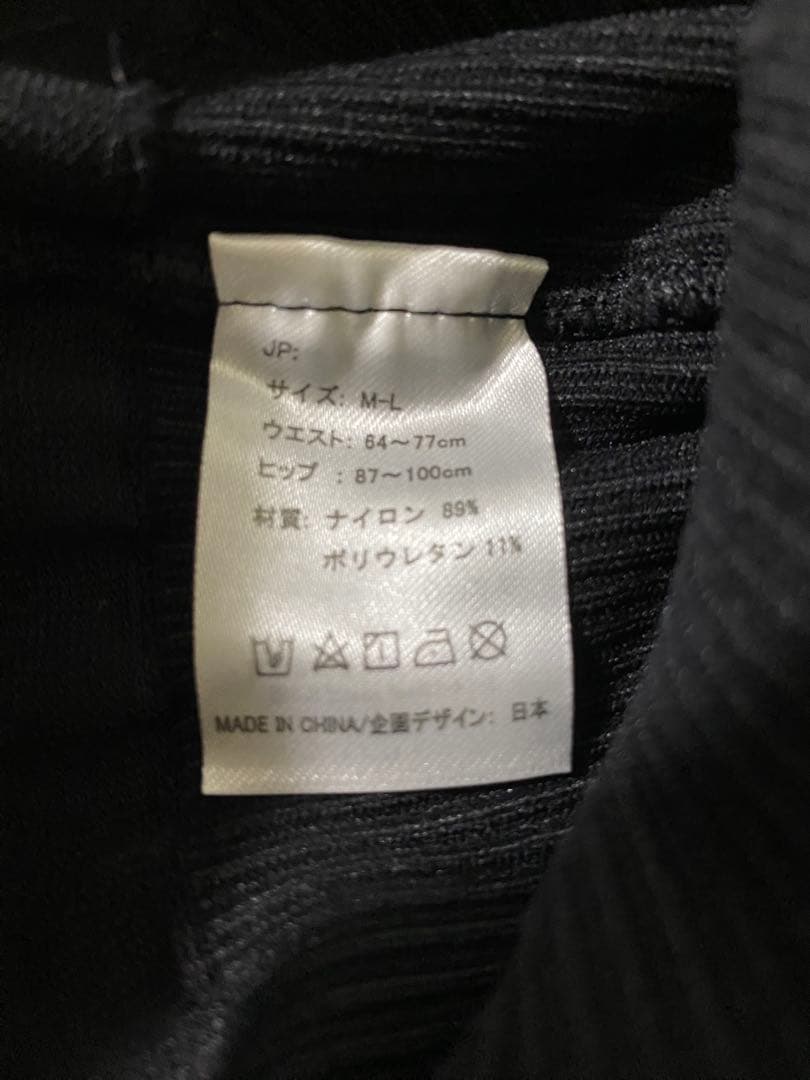 JP:
サイズ: M-L
ウエスト: 64～77cm
ヒップ : 87～100cm
材質: ナイロン 89%
ポリウレタン 11%
MADE IN CHINA/企画デザイン: 日本